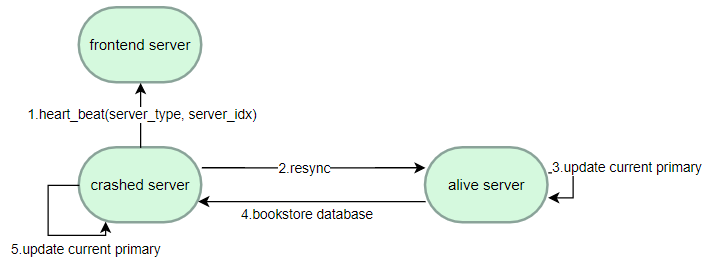 frontend server
1.heart_beat(server_type, server_idx)
crashed server
2.resync
alive server
3.update current primary
4.bookstore database
5.update current primary